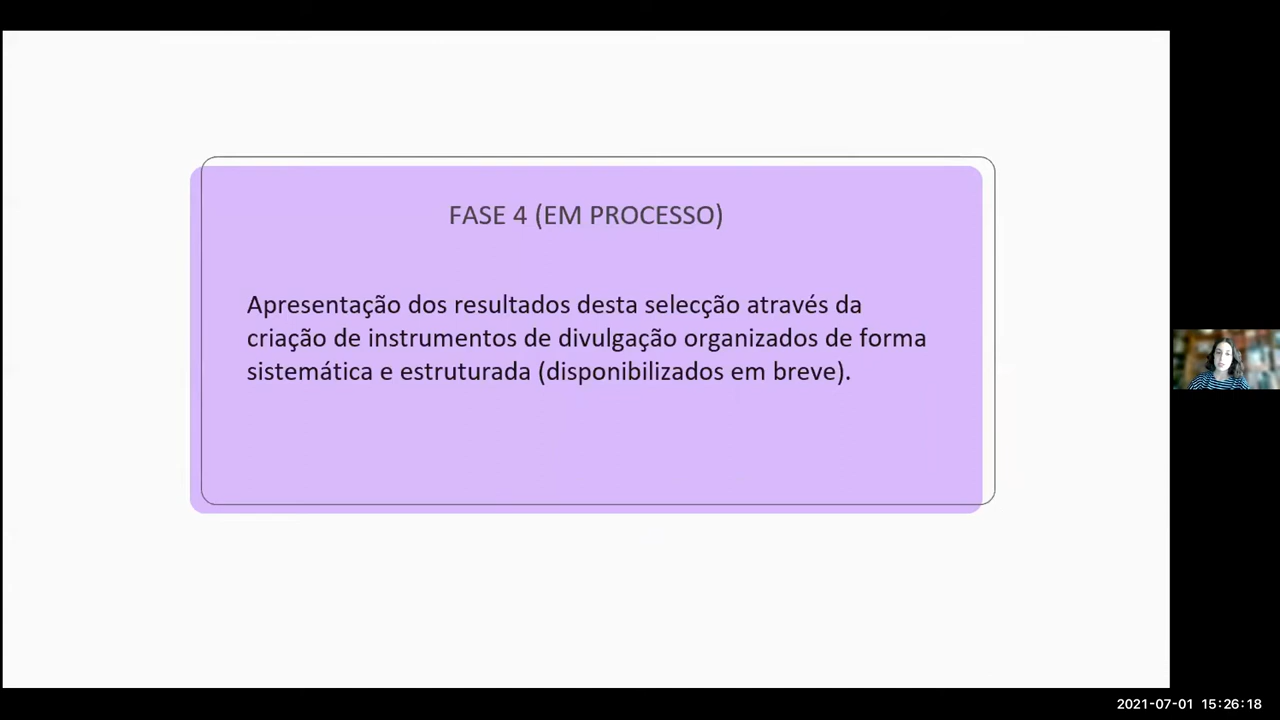 FASE 4 (EM PROCESSO)
Apresentação dos resultados desta selecção através da
criação de instrumentos de divulgação organizados de forma
sistemática e estruturada (disponibilizados em breve).
2021-07-01 15:26:18